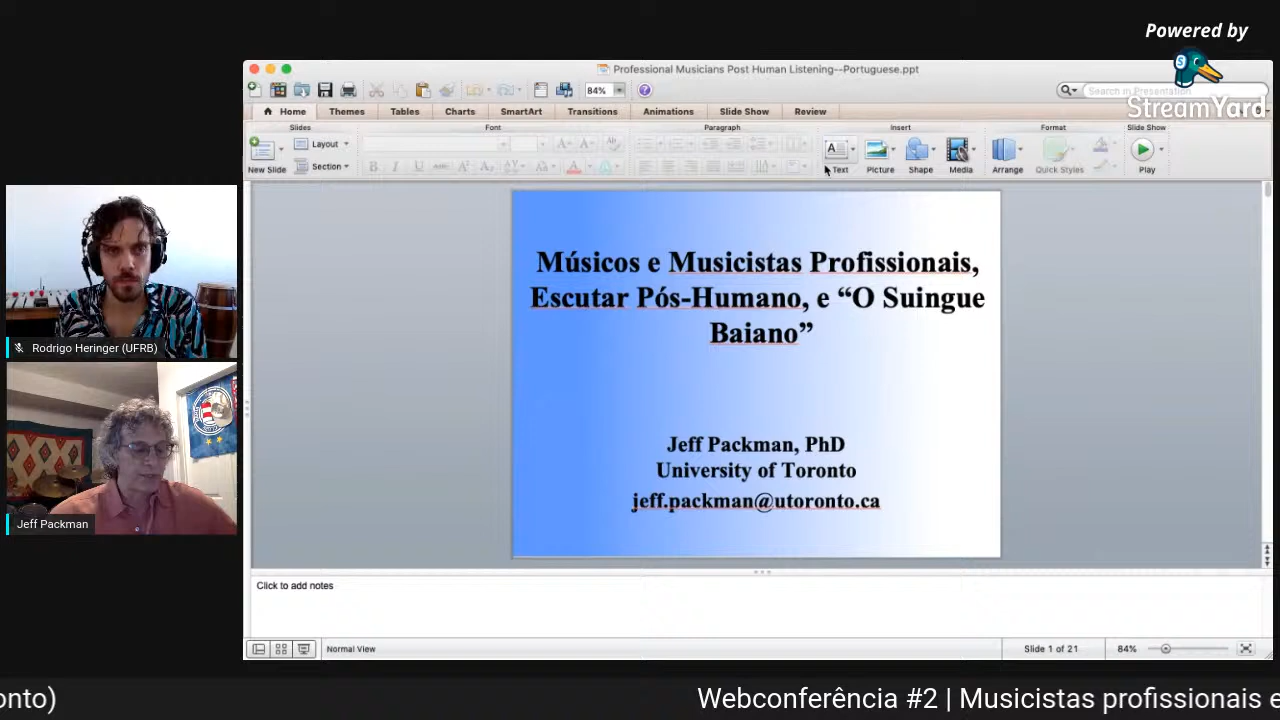 Powered by
StreamYard
Professional Musicians Post Human Listening--Portuguese.ppt
84%
Search in Presentation
Home
Themes
Tables
Charts
SmartArt
Transitions
Animations
Slide Show
Review
Slides
Font
Paragraph
Insert
Format
Slide Show
New Slide
Layout
Section
Text
Picture
Shape
Media
Arrange
Quick Styles
Play
Músicos e Musicistas Profissionais,
Escutar Pós-Humano, e “O Suingue
Baiano”
Jeff Packman, PhD
University of Toronto
jeff.packman@utoronto.ca
Rodrigo Heringer (UFRB)
Jeff Packman
Click to add notes
Normal View
Slide 1 of 21
84%
onto)
Webconferência #2 | Musicistas profissionais e